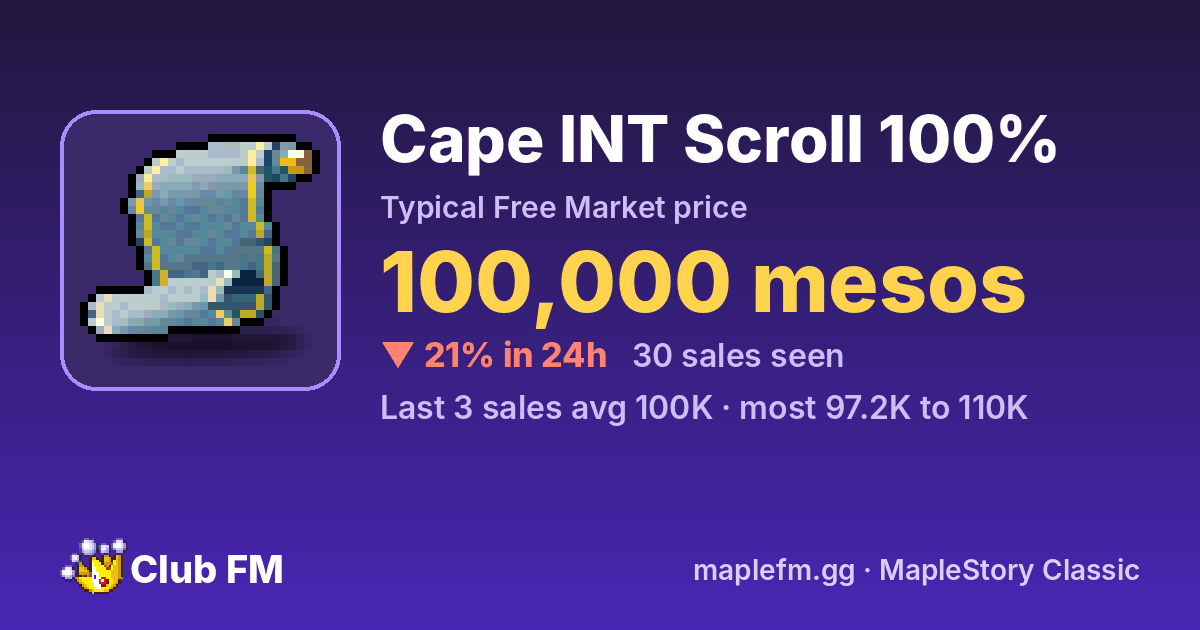 Cape INT Scroll 100%
Typical Free Market price
100,000 mesos
▼ 21% in 24h 30 sales seen
Last 3 sales avg 100K · most 97.2K to 110K
Club FM
maplefm.gg · MapleStory Classic